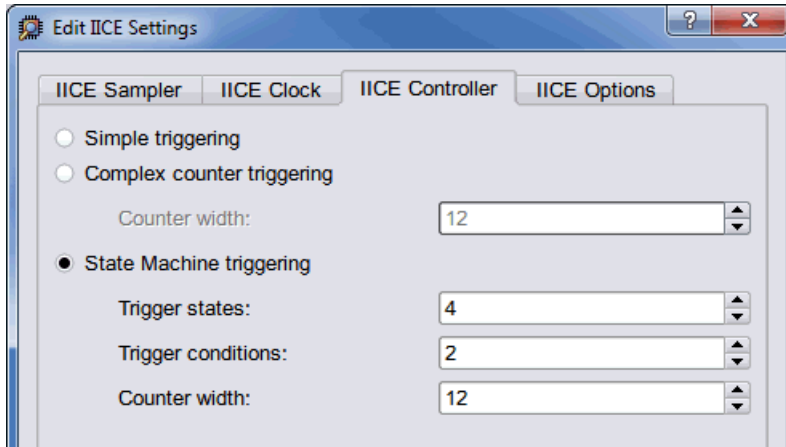 Edit IICE Settings
? X
IICE Sampler IICE Clock IICE Controller IICE Options
Simple triggering
Complex counter triggering
Counter width: 12
State Machine triggering
Trigger states: 4
Trigger conditions: 2
Counter width: 12